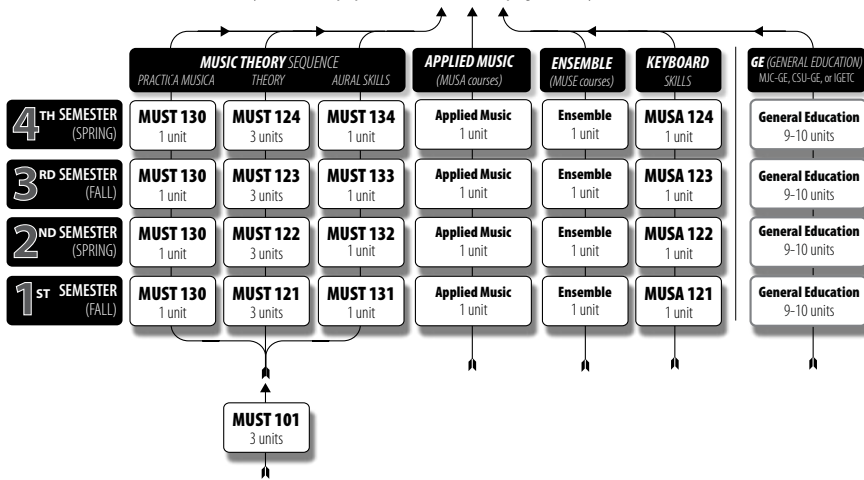 MUSIC THEORY SEQUENCE
PRACTICA MUSICA THEORY AURAL SKILLS
APPLIED MUSIC
(MUSA courses)
ENSEMBLE
(MUSE courses)
KEYBOARD
SKILLS
GE (GENERAL EDUCATION)
MJC-GE, CSU-GE, or IGETC
4TH SEMESTER
(SPRING)
MUST 130
1 unit
MUST 124
3 units
MUST 134
1 unit
Applied Music
1 unit
Ensemble
1 unit
MUSA 124
1 unit
General Education
9-10 units
3RD SEMESTER
(FALL)
MUST 130
1 unit
MUST 123
3 units
MUST 133
1 unit
Applied Music
1 unit
Ensemble
1 unit
MUSA 123
1 unit
General Education
9-10 units
2ND SEMESTER
(SPRING)
MUST 130
1 unit
MUST 122
3 units
MUST 132
1 unit
Applied Music
1 unit
Ensemble
1 unit
MUSA 122
1 unit
General Education
9-10 units
1ST SEMESTER
(FALL)
MUST 130
1 unit
MUST 121
3 units
MUST 131
1 unit
Applied Music
1 unit
Ensemble
1 unit
MUSA 121
1 unit
General Education
9-10 units
MUST 101
3 units